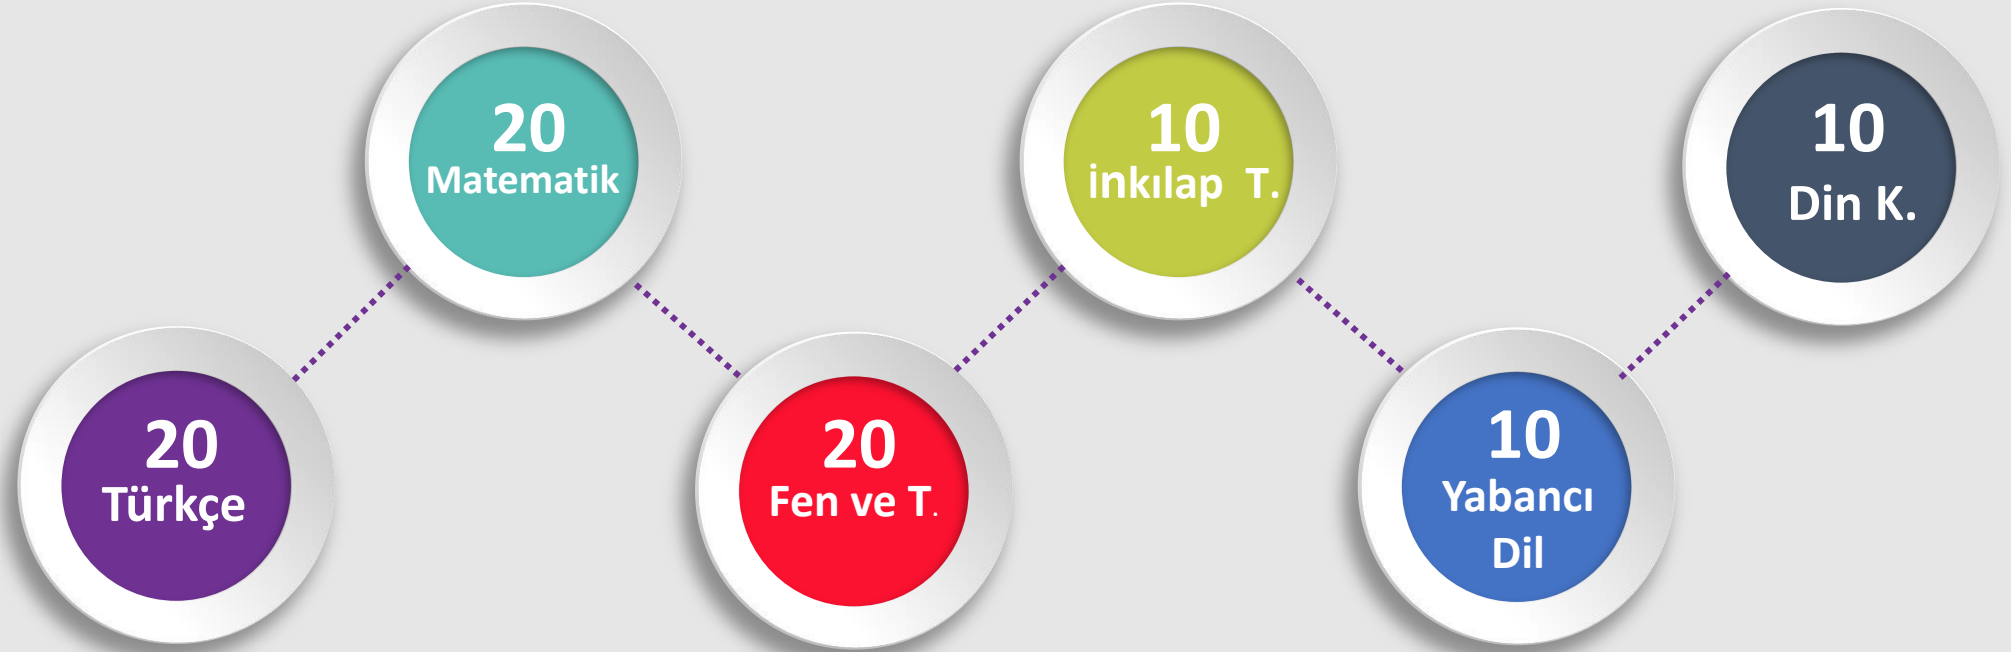 20
Türkçe
20
Matematik
20
Fen ve T.
10
inkılap T.
10
Yabancı
Dil
10
Din K.